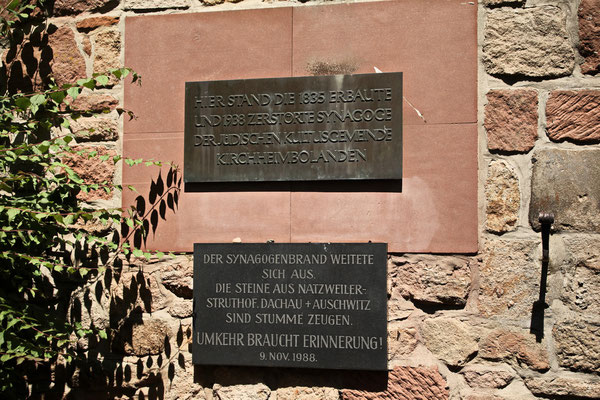 HIER STAND DIE 1835 ERBAUTE
UND 1938 ZERSTÖRTE SYNAGOGE
DER JÜDISCHEN KULTUSGEMEINDE
KIRCHHEIMBOLANDEN
DER SYNAGOGENBRAND WEITETE
SICH AUS.
DIE STEINE AUS NATZWEILER-
STRUTHOF, DACHAU + AUSCHWITZ
SIND STUMME ZEUGEN.
UMKEHR BRAUCHT ERINNERUNG!
9. NOV. 1988.